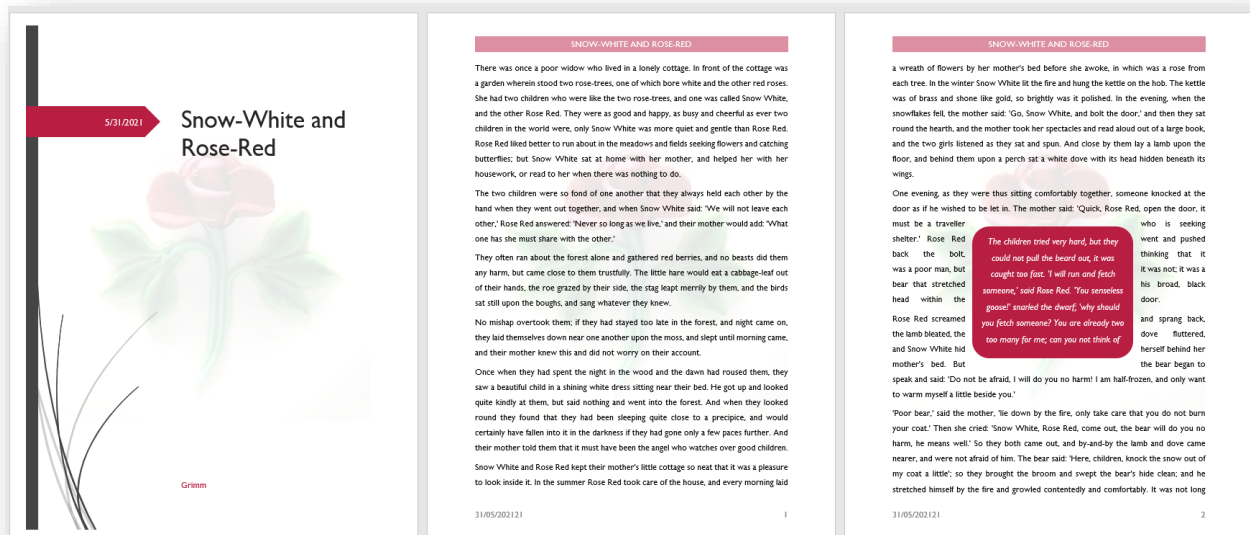 5/31/2021
Snow-White and
Rose-Red
Grimm
SNOW-WHITE AND ROSE-RED
There was once a poor widow who lived in a lonely cottage. In front of the cottage was
a garden wherein stood two rose-trees, one of which bore white and the other red roses.
She had two children who were like the two rose-trees, and one was called Snow White,
and the other Rose Red. They were as good and happy, as busy and cheerful as ever two
children in the world were, only Snow White was more quiet and gentle than Rose Red.
Rose Red liked better to run about in the meadows and fields seeking flowers and catching
butterflies; but Snow White sat at home with her mother, and helped her with her
housework, or read to her when there was nothing to do.
The two children were so fond of one another that they always held each other by the
hand when they went out together, and when Snow White said: 'We will not leave each
other,' Rose Red answered: 'Never so long as we live,' and their mother would add: 'What
one has she must share with the other.'
They often ran about the forest alone and gathered red berries, and no beasts did them
any harm, but came close to them trustfully. The little hare would eat a cabbage-leaf out
of their hands, the roe grazed by their side, the stag leapt merrily by them, and the birds
sat still upon the boughs, and sang whatever they knew.
No mishap overtook them; if they had stayed too late in the forest, and night came on,
they laid themselves down near one another upon the moss, and slept until morning came,
and their mother knew this and did not worry on their account.
Once when they had spent the night in the wood and the dawn had roused them, they
saw a beautiful child in a shining white dress sitting near their bed. He got up and looked
quite kindly at them, but said nothing and went into the forest. And when they looked
round they found that they had been sleeping quite close to a precipice, and would
certainly have fallen into it in the darkness if they had gone only a few paces further. And
their mother told them that it must have been the angel who watches over good children.
Snow White and Rose Red kept their mother's little cottage so neat that it was a pleasure
to look inside it. In the summer Rose Red took care of the house, and every morning laid
31/05/202121
1
SNOW-WHITE AND ROSE-RED
a wreath of flowers by her mother's bed before she awoke, in which was a rose from
each tree. In the winter Snow White lit the fire and hung the kettle on the hob. The kettle
was of brass and shone like gold, so brightly was it polished. In the evening, when the
snowflakes fell, the mother said: 'Go, Snow White, and bolt the door,' and then they sat
round the hearth, and the mother took her spectacles and read aloud out of a large book,
and the two girls listened as they sat and spun. And close by them lay a lamb upon the
floor, and behind them upon a perch sat a white dove with its head hidden beneath its
wings.
One evening, as they were thus sitting comfortably together, someone knocked at the
door as if he wished to be let in. The mother said: 'Quick, Rose Red, open the door, it
must be a traveller who is seeking
shelter.' Rose Red went and pushed
back the bolt, thinking that it
was a poor man, but it was not; it was a
bear that stretched his broad, black
head within the door.
Rose Red screamed and sprang back,
the lamb bleated, the dove fluttered,
and Snow White hid herself behind her
mother's bed. But the bear began to
speak and said: 'Do not be afraid, I will do you no harm! I am half-frozen, and only want
to warm myself a little beside you.'
The children tried very hard, but they
could not pull the beard out, it was
caught too fast. 'I will run and fetch
someone,' said Rose Red. 'You senseless
goose!' snarled the dwarf; 'why should
you fetch someone? You are already two
too many for me; can you not think of
'Poor bear,' said the mother, 'lie down by the fire, only take care that you do not burn
your coat.' Then she cried: 'Snow White, Rose Red, come out, the bear will do you no
harm, he means well.' So they both came out, and by-and-by the lamb and dove came
nearer, and were not afraid of him. The bear said: 'Here, children, knock the snow out of
my coat a little'; so they brought the broom and swept the bear's hide clean; and he
stretched himself by the fire and growled contentedly and comfortably. It was not long
31/05/202121
2